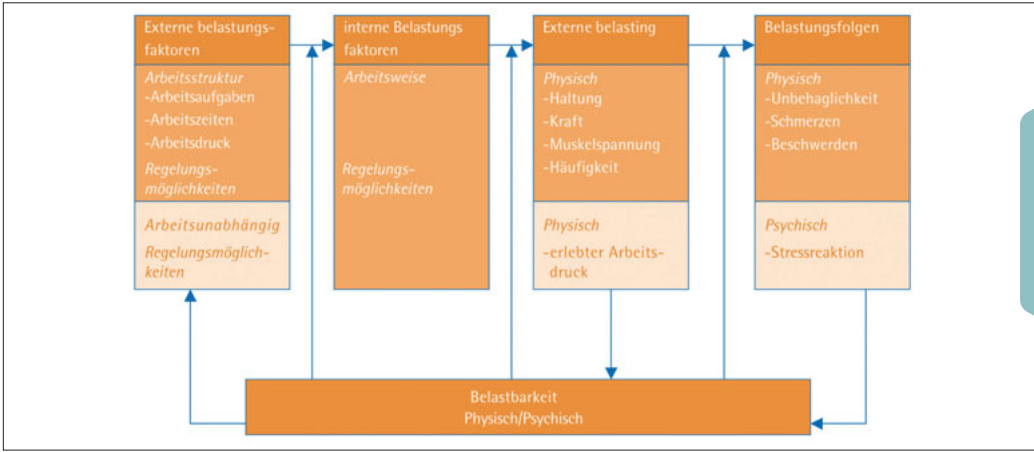 Externe belastungs-
faktoren
Arbeitsstruktur
-Arbeitsaufgaben
-Arbeitszeiten
-Arbeitsdruck
Regelungs-
möglichkeiten
Arbeitsunabhängig
Regelungsmöglich-
keiten
interne Belastungs
faktoren
Arbeitsweise
Regelungs-
möglichkeiten
Externe belasting
Physisch
-Haltung
-Kraft
-Muskelspannung
-Häufigkeit
Physisch
-erlebter Arbeits-
druck
Belastungsfolgen
Physisch
-Unbehaglichkeit
-Schmerzen
-Beschwerden
Psychisch
-Stressreaktion
Belastbarkeit
Physisch/Psychisch